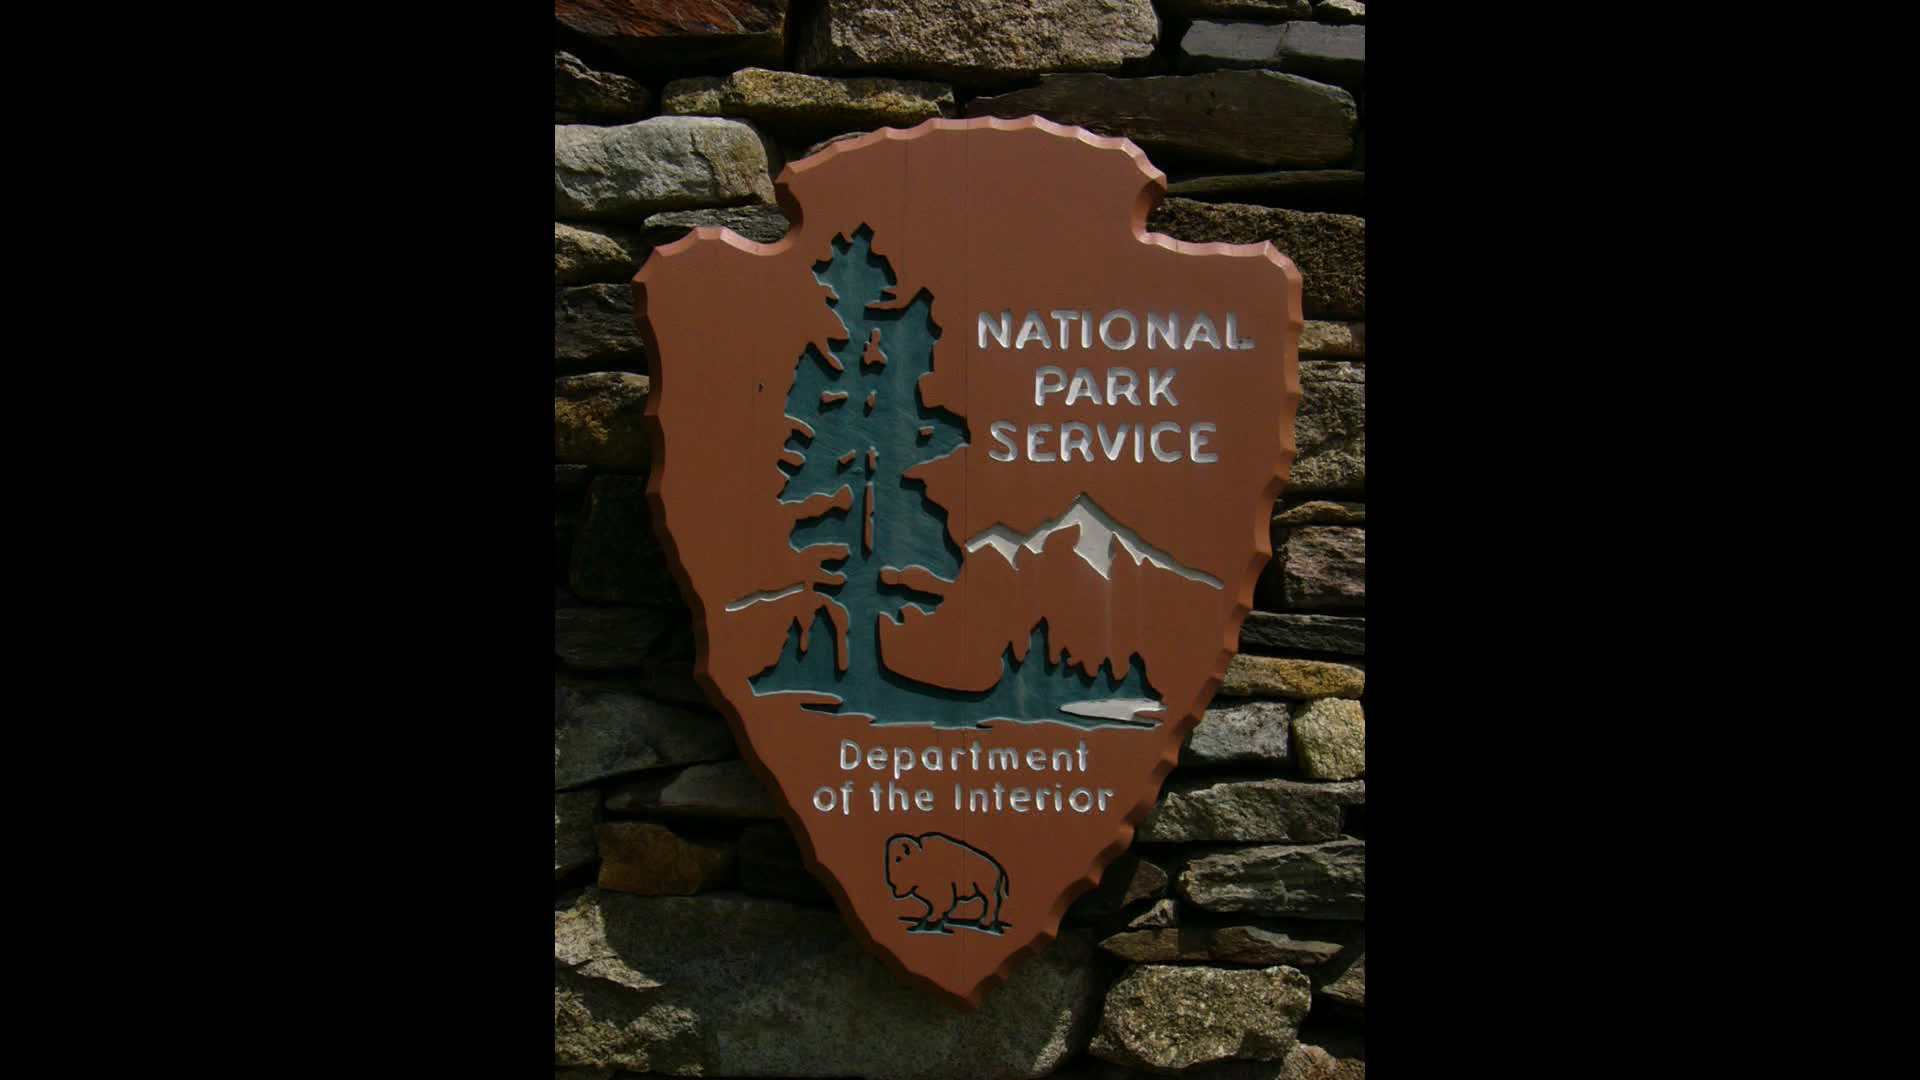 NATIONAL
PARK
SERVICE
Department
of the Interior